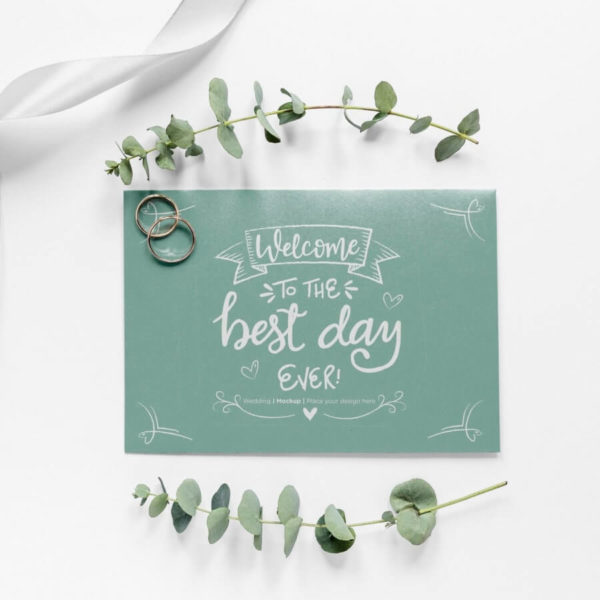 Welcome
TO THE
best day
EVER!
Wedding | Mockup | Place your design here